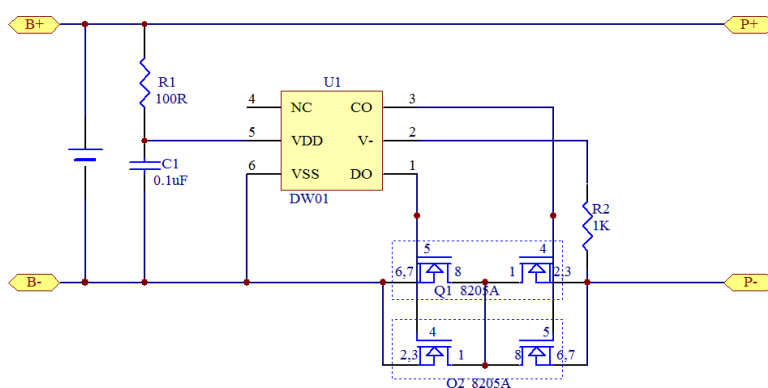 B+
P+
R1
100R
U1
4
NC
CO
3
5
VDD
V-
2
6
VSS
DO
1
C1
0.1uF
DW01
R2
1K
5
4
6,7
8
1
2,3
B-
P-
Q1 8205A
4
5
2,3
1
8
6,7
Q2 8205A